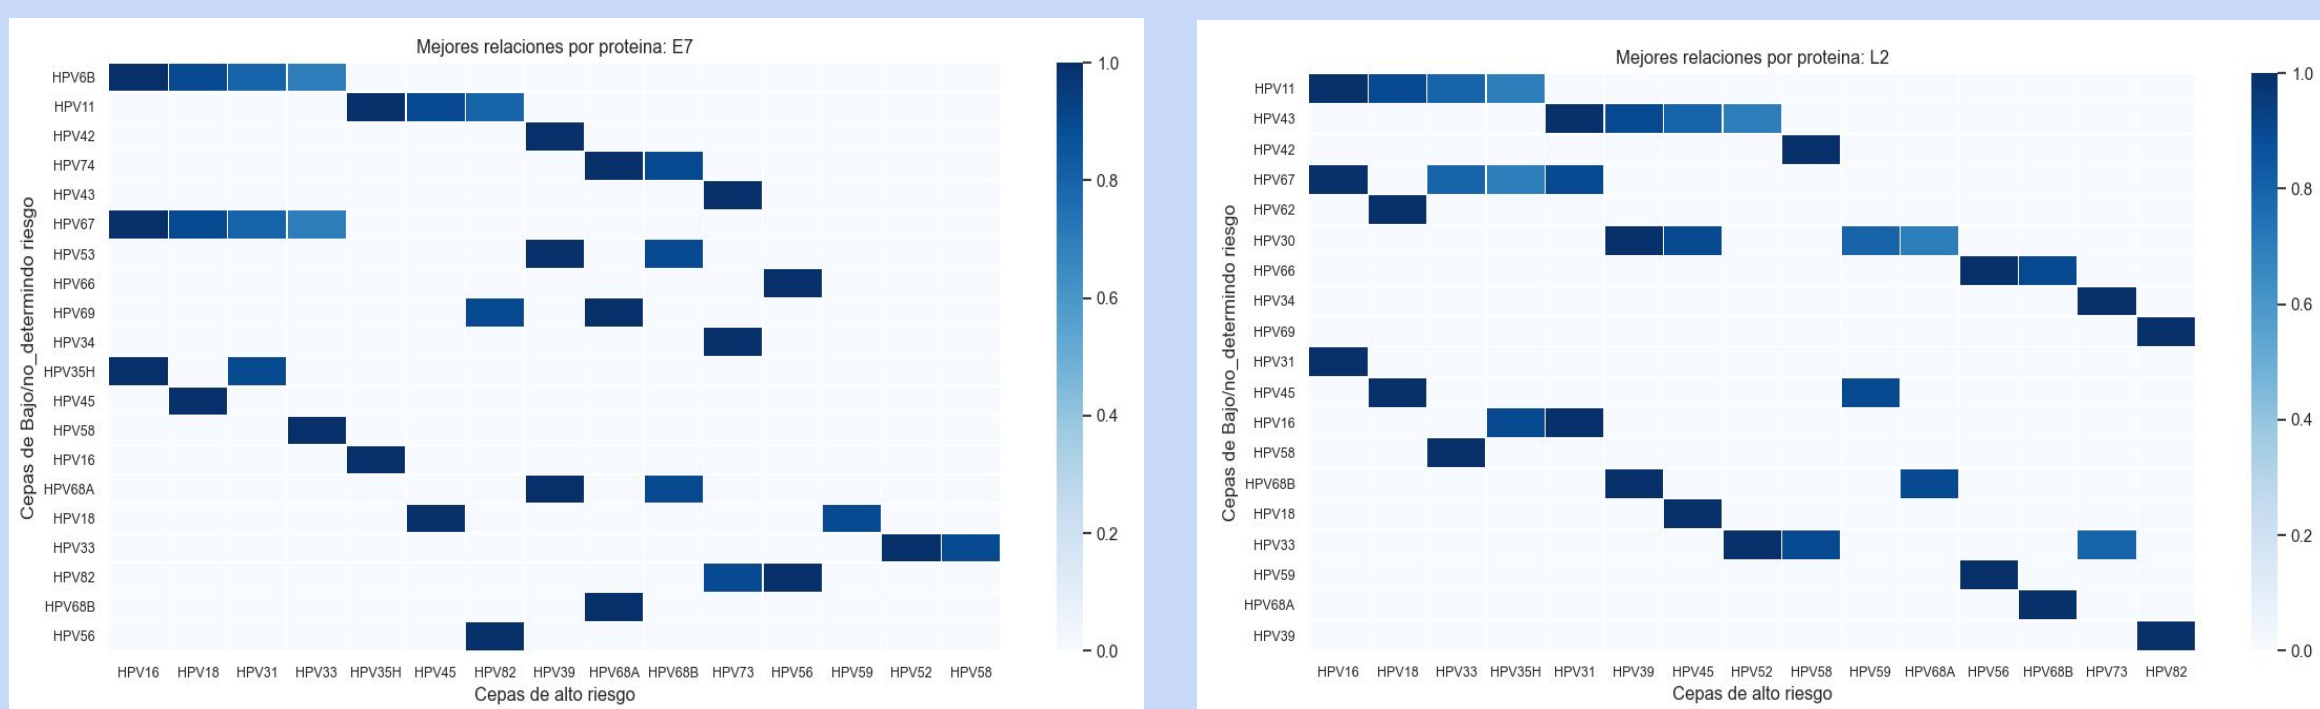 Mejores relaciones por proteina: E7
HPV6B
HPV11
HPV42
HPV74
HPV43
HPV67
HPV53
HPV66
HPV69
HPV34
HPV35H
HPV45
HPV58
HPV16
HPV68A
HPV18
HPV33
HPV82
HPV68B
HPV56
Cepas de Bajo/no_determindo riesgo
HPV16 HPV18 HPV31 HPV33 HPV35H HPV45 HPV82 HPV39 HPV68A HPV68B HPV73 HPV56 HPV59 HPV52 HPV58
Cepas de alto riesgo
1.0
0.8
0.6
0.4
0.2
0.0
Mejores relaciones por proteina: L2
HPV11
HPV43
HPV42
HPV67
HPV62
HPV30
HPV66
HPV34
HPV69
HPV31
HPV45
HPV16
HPV58
HPV68B
HPV18
HPV33
HPV59
HPV68A
HPV39
Cepas de Bajo/no_determindo riesgo
HPV16 HPV18 HPV33 HPV35H HPV31 HPV39 HPV45 HPV52 HPV58 HPV59 HPV68A HPV56 HPV68B HPV73 HPV82
Cepas de alto riesgo
1.0
0.8
0.6
0.4
0.2
0.0